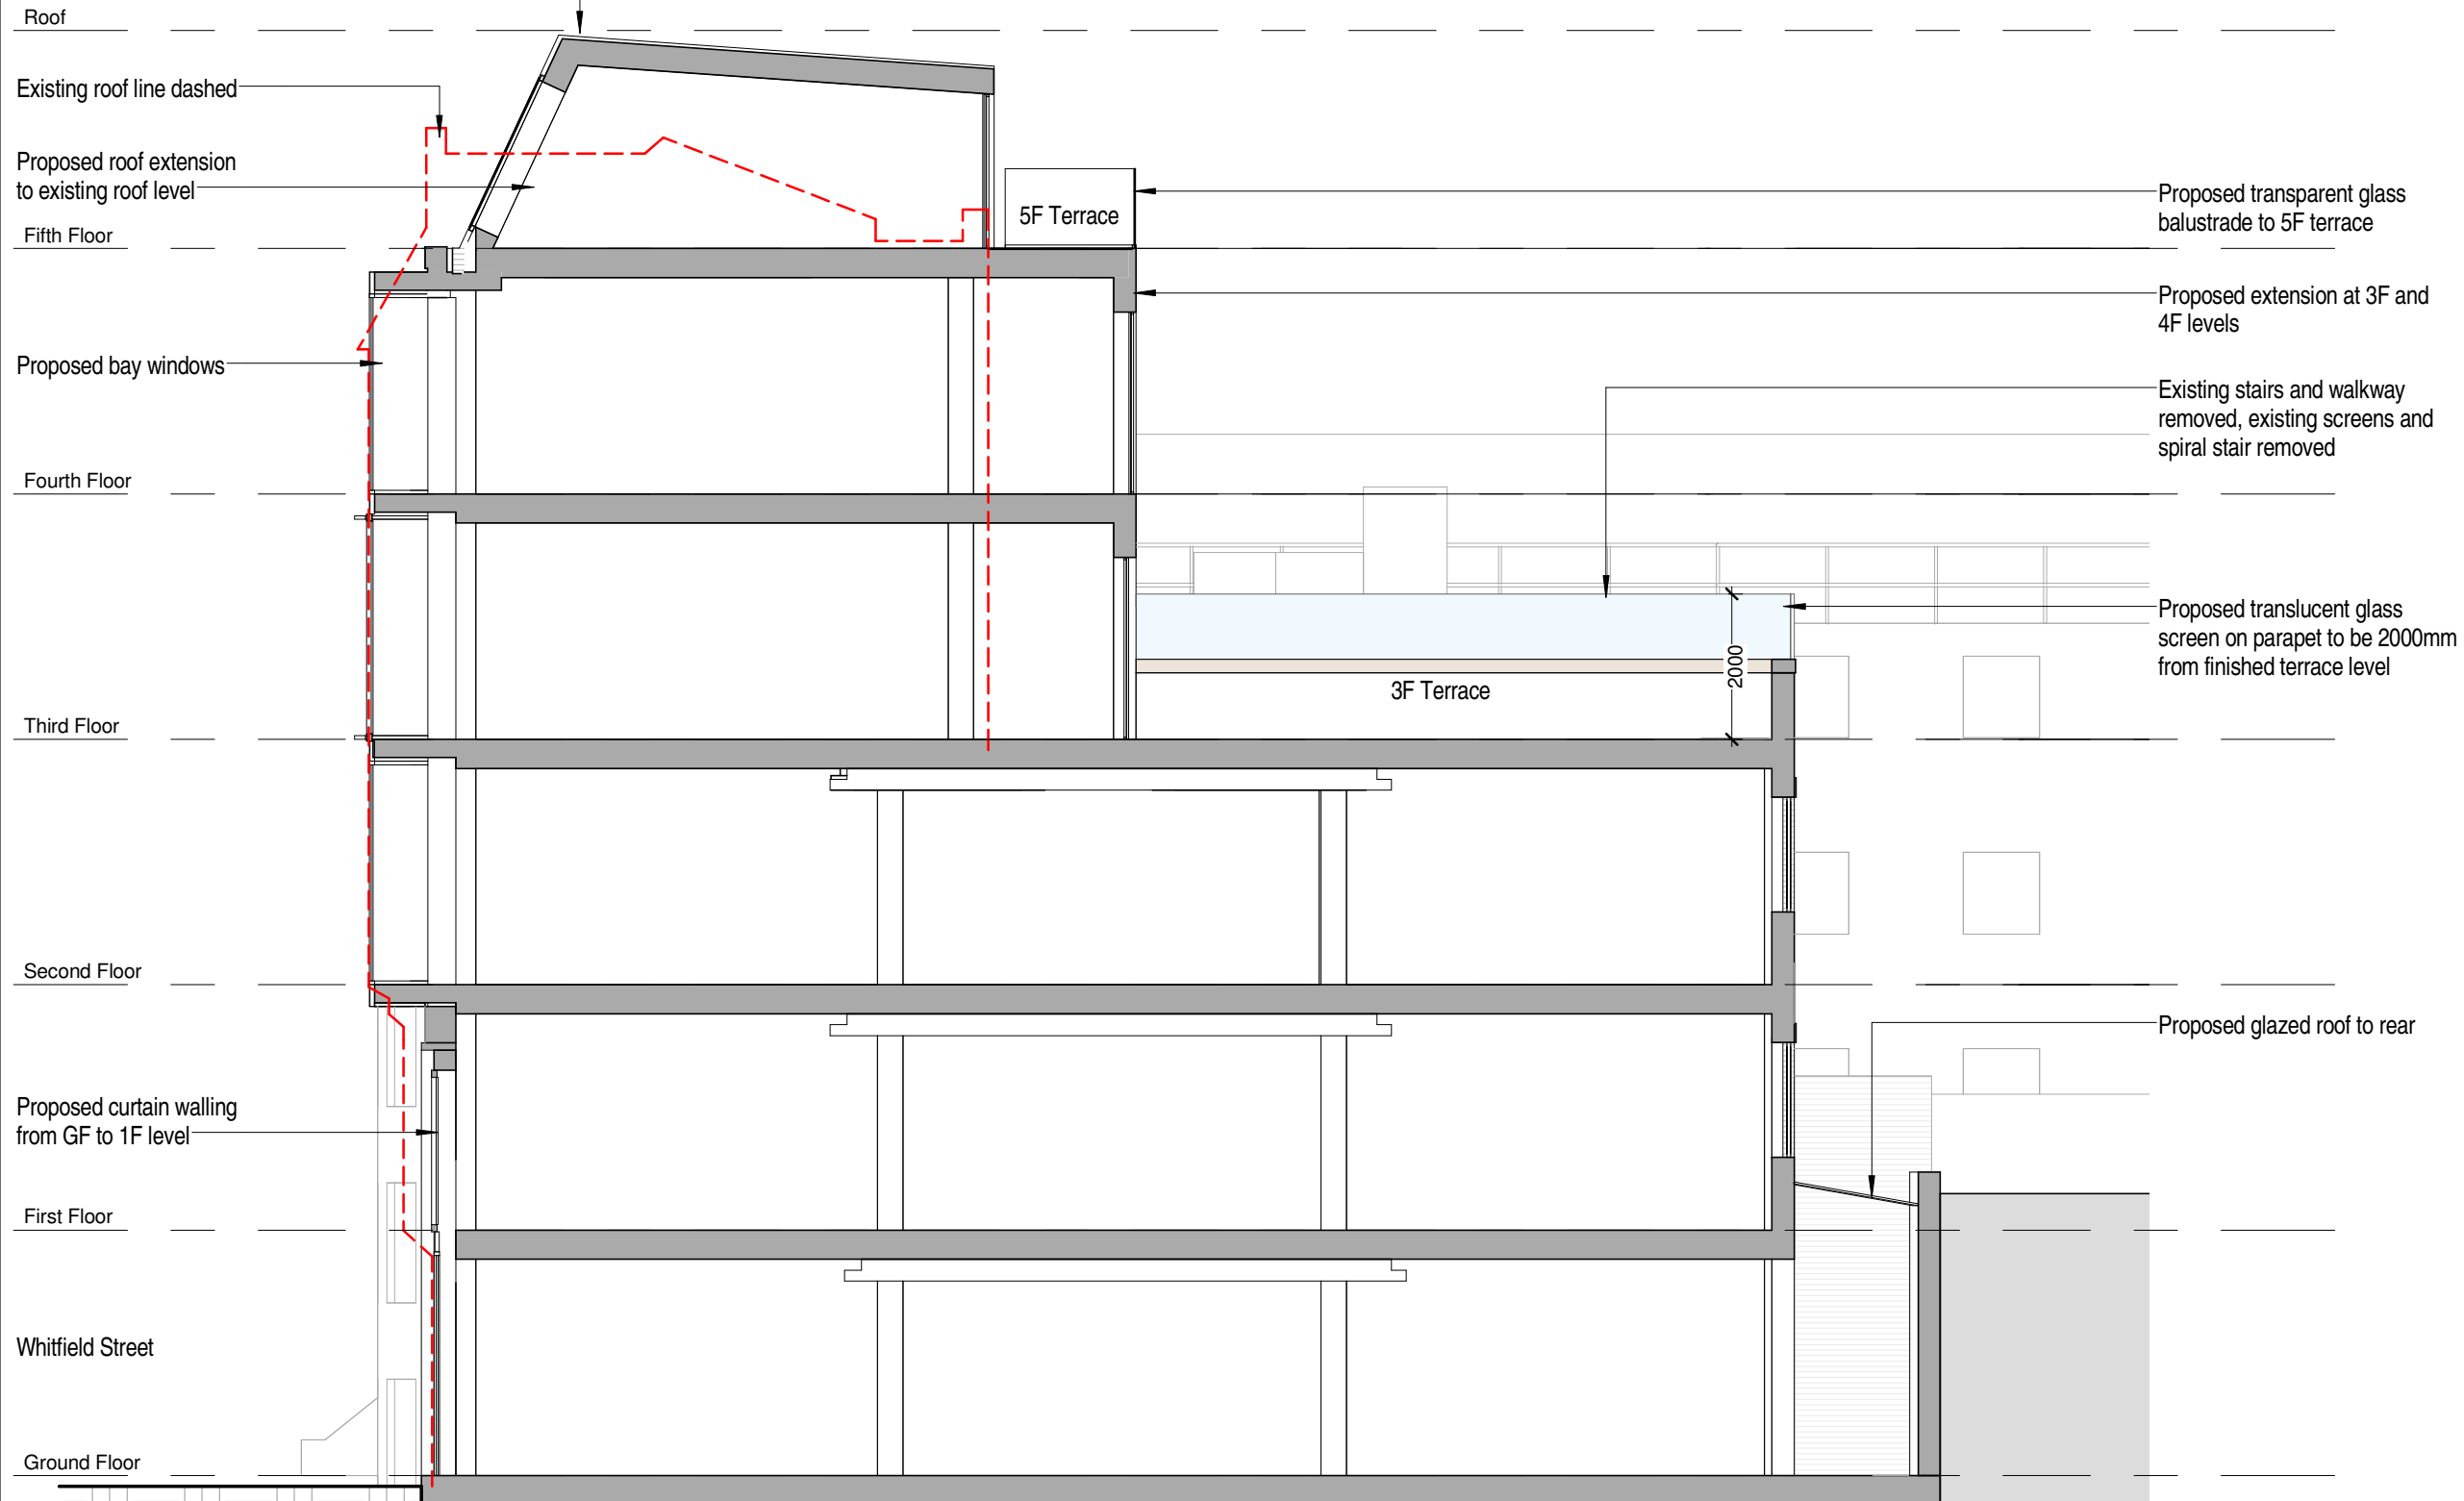 Roof
Existing roof line dashed
Proposed roof extension
to existing roof level
5F Terrace
Proposed transparent glass
balustrade to 5F terrace
Fifth Floor
Proposed extension at 3F and
4F levels
Proposed bay windows
Existing stairs and walkway
removed, existing screens and
spiral stair removed
Fourth Floor
Proposed translucent glass
screen on parapet to be 2000mm
from finished terrace level
2000
3F Terrace
Third Floor
Second Floor
Proposed glazed roof to rear
Proposed curtain walling
from GF to 1F level
First Floor
Whitfield Street
Ground Floor